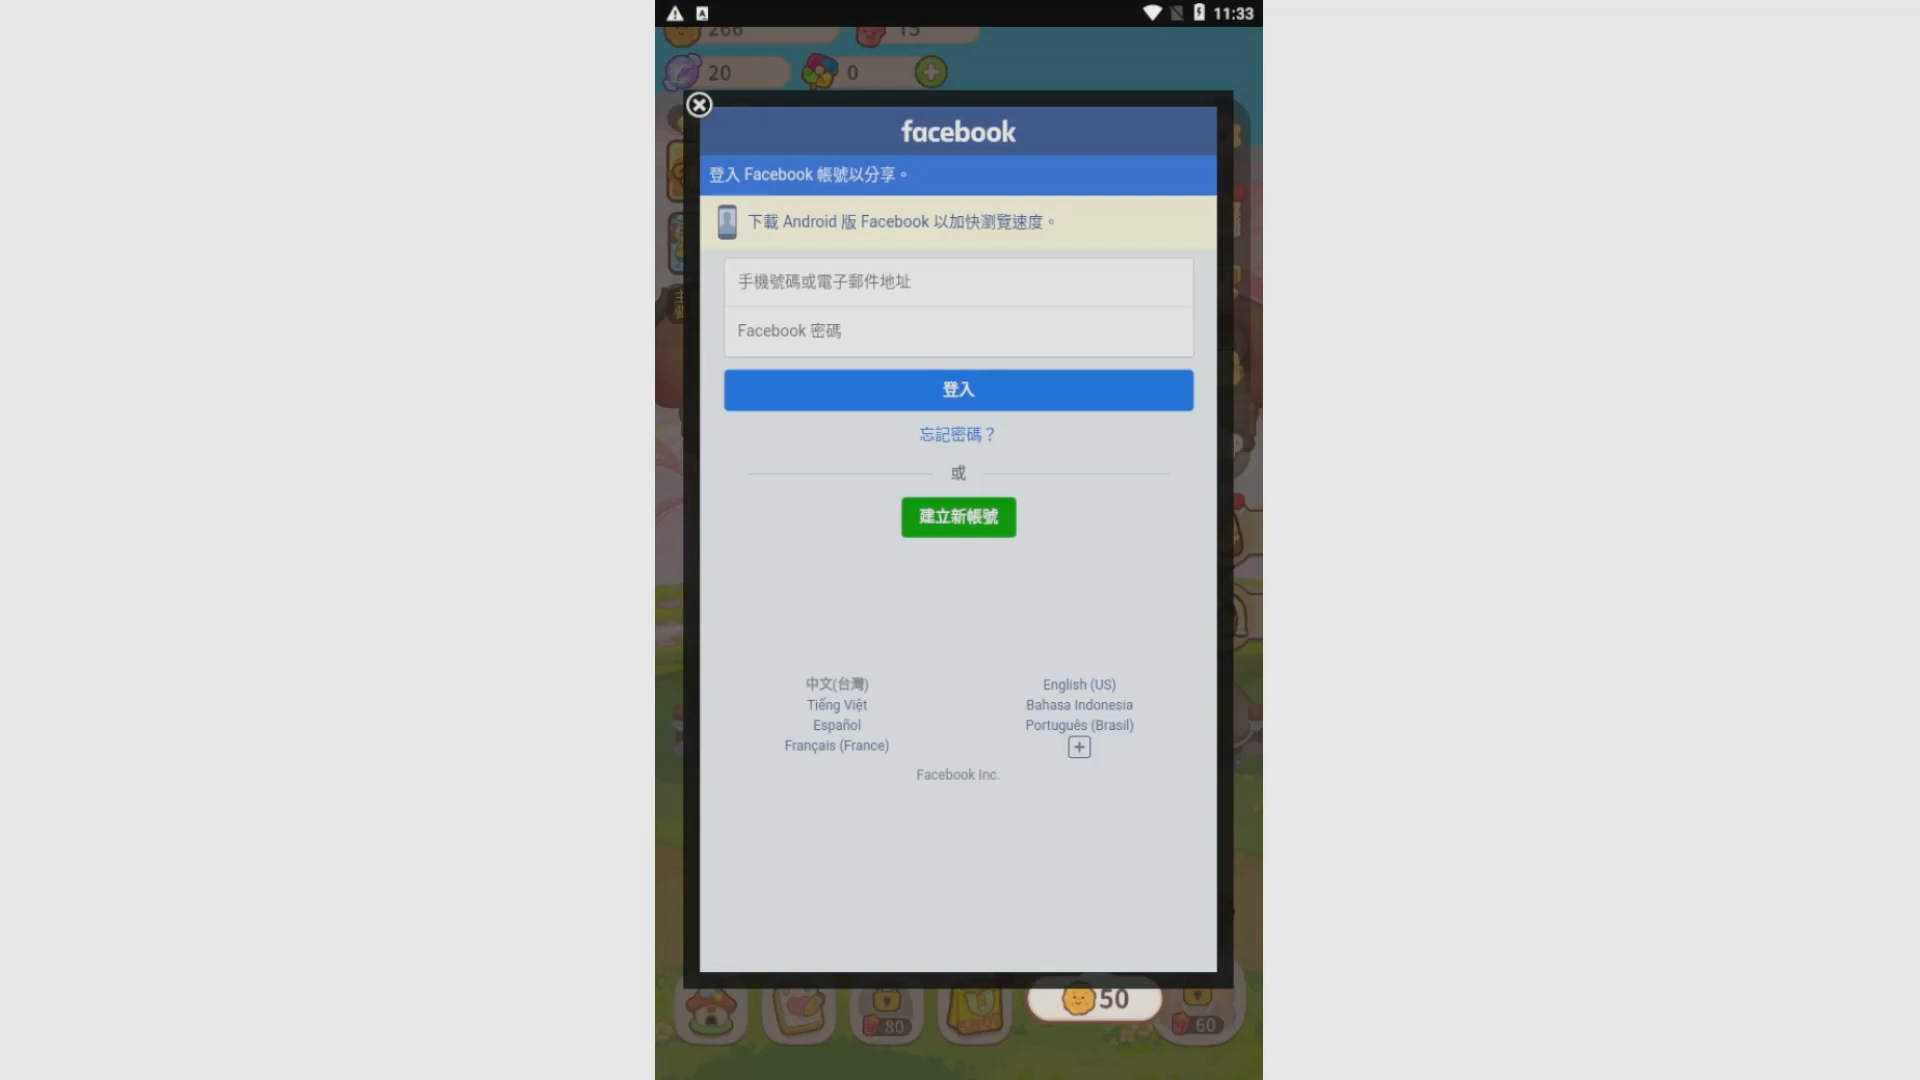 11:33
266
15
20
0
facebook
登入 Facebook 帳號以分享。
下載 Android 版 Facebook 以加快瀏覽速度。
手機號碼或電子郵件地址
Facebook 密碼
登入
忘記密碼？
或
建立新帳號
中文(台灣)
English (US)
Tiếng Việt
Bahasa Indonesia
Español
Português (Brasil)
Français (France)
Facebook Inc.
50
80
60